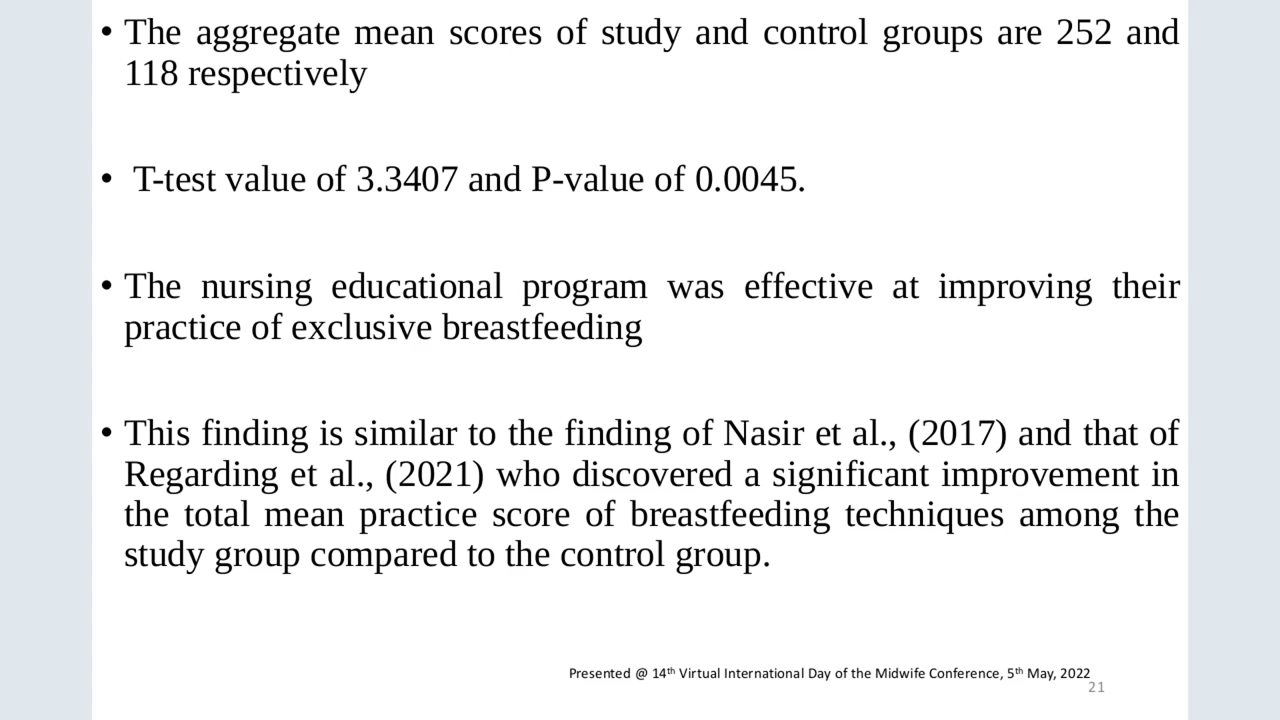 • The aggregate mean scores of study and control groups are 252 and
118 respectively
• T-test value of 3.3407 and P-value of 0.0045.
• The nursing educational program was effective at improving their
practice of exclusive breastfeeding
• This finding is similar to the finding of Nasir et al., (2017) and that of
Regarding et al., (2021) who discovered a significant improvement in
the total mean practice score of breastfeeding techniques among the
study group compared to the control group.
Presented @ 14th Virtual International Day of the Midwife Conference, 5th May, 2022
21